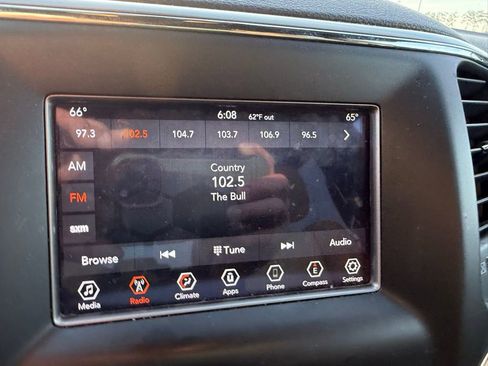 66° 6:08 62°F out 65°
97.3 102.5 104.7 103.7 106.9 96.5
AM
Country
102.5
FM
The Bull
sxm
Browse Tune Audio
Media Radio Climate Apps Phone Compass Settings
E